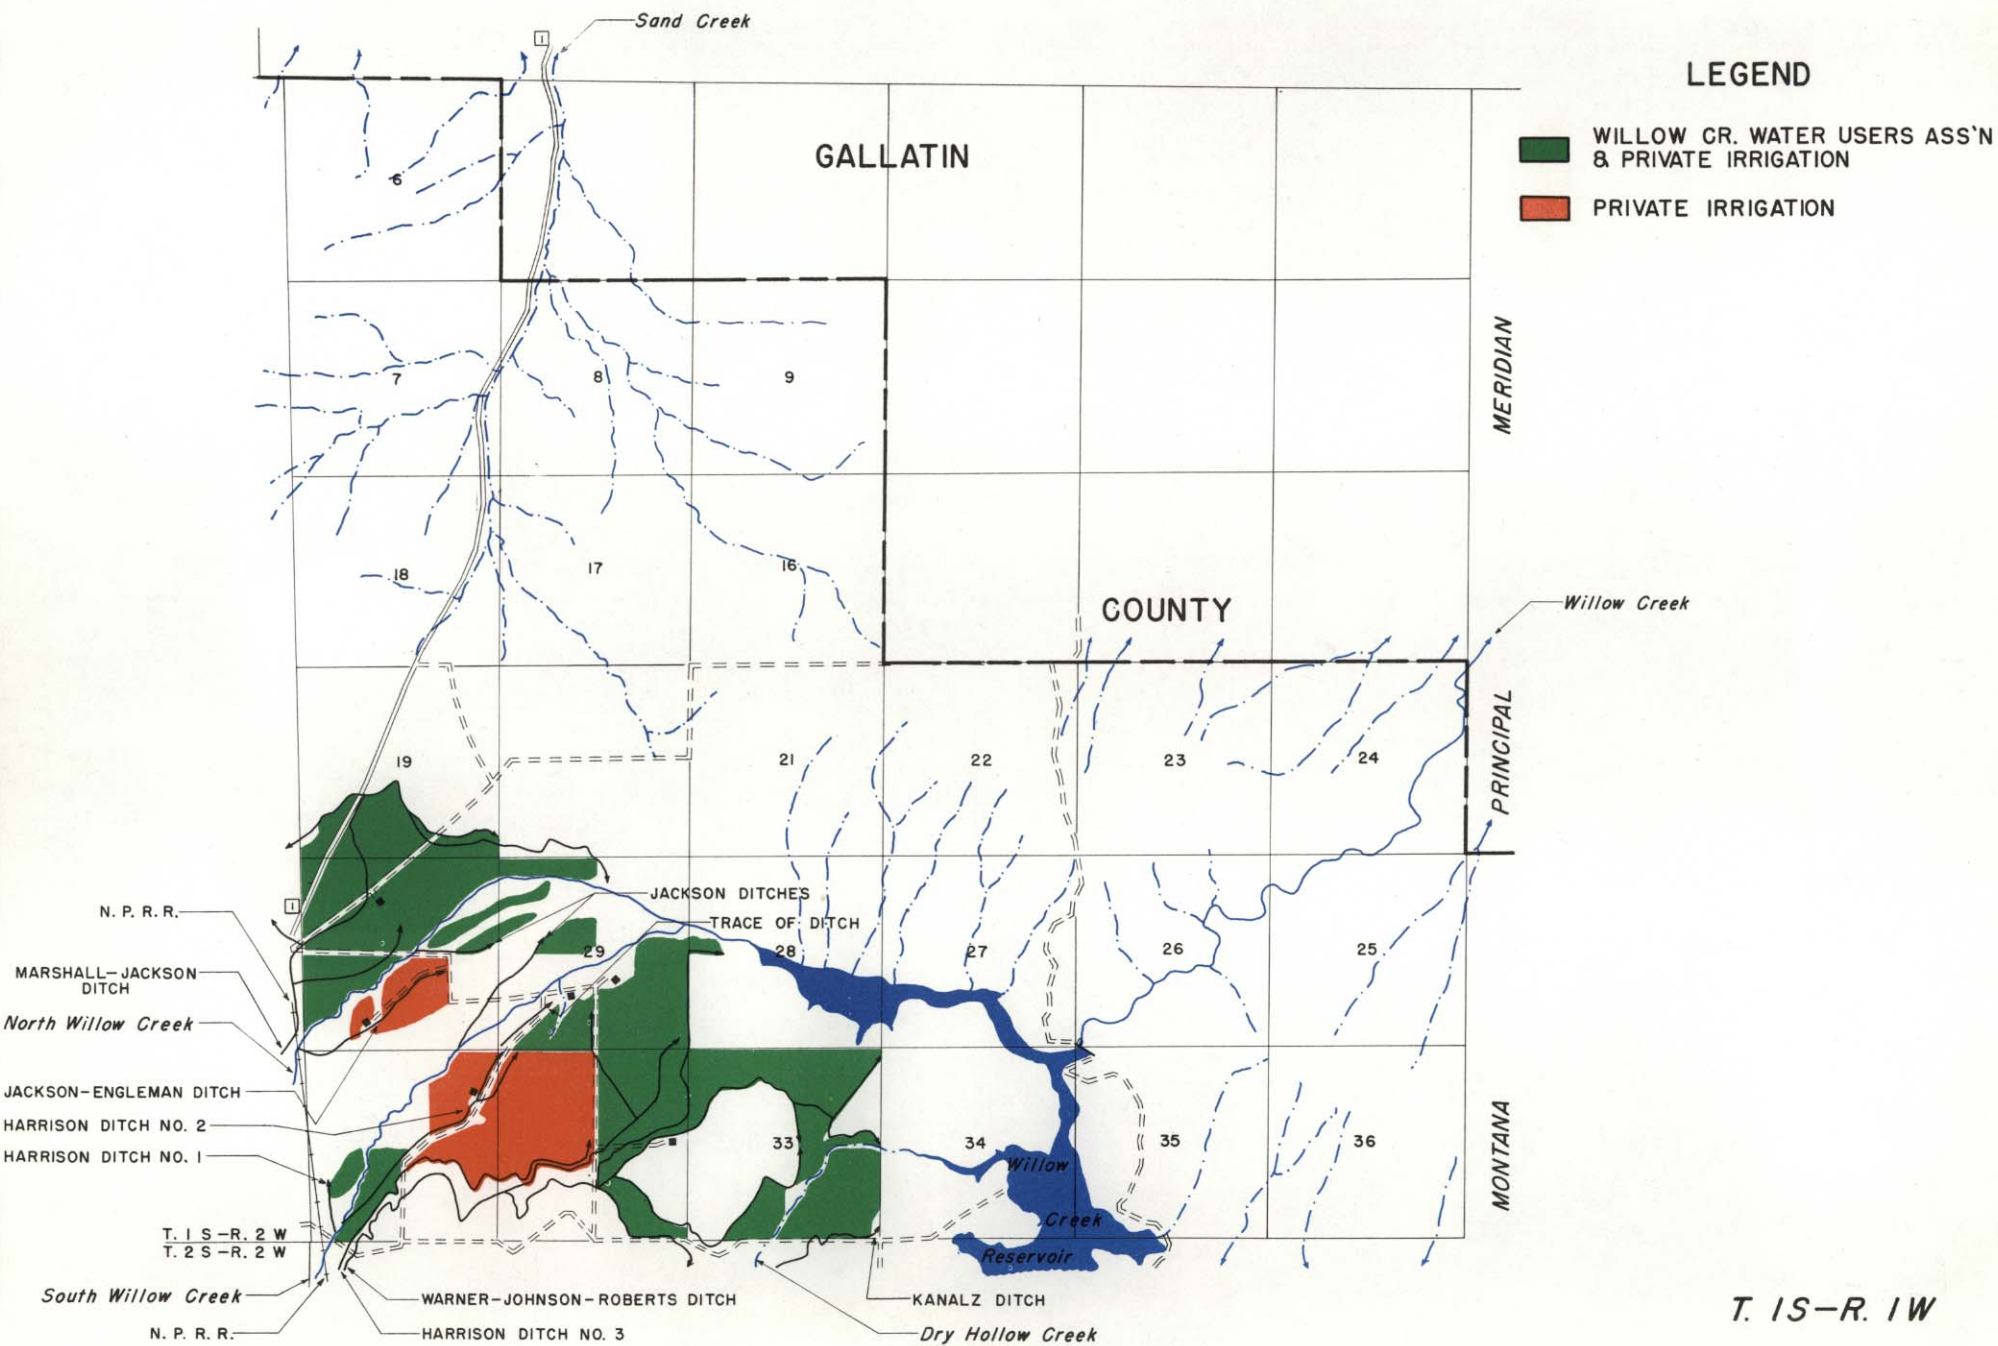 Sand Creek
1
LEGEND
WILLOW CR. WATER USERS ASS'N
& PRIVATE IRRIGATION
PRIVATE IRRIGATION
GALLATIN
6
MERIDIAN
7
8
9
18
17
16
COUNTY
Willow Creek
PRINCIPAL
19
21
22
23
24
JACKSON DITCHES
1
N. P. R. R.
TRACE OF DITCH
29
28
27
26
25
MARSHALL-JACKSON
DITCH
North Willow Creek
JACKSON-ENGLEMAN DITCH
HARRISON DITCH NO. 2
HARRISON DITCH NO. 1
33
34
35
36
MONTANA
Willow
Creek
Reservoir
T. 1 S-R. 2 W
T. 2 S-R. 2 W
South Willow Creek
WARNER-JOHNSON-ROBERTS DITCH
KANALZ DITCH
N. P. R. R.
HARRISON DITCH NO. 3
Dry Hollow Creek
T. 1S-R. 1W